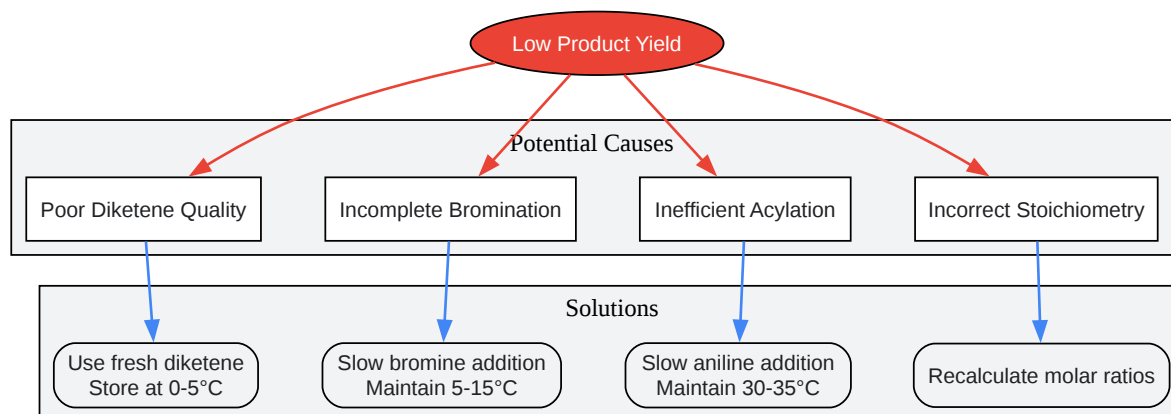 Low Product Yield
Potential Causes
Poor Diketene Quality
Incomplete Bromination
Inefficient Acylation
Incorrect Stoichiometry
Solutions
Use fresh diketene
Store at 0-5°C
Slow bromine addition
Maintain 5-15°C
Slow aniline addition
Maintain 30-35°C
Recalculate molar ratios